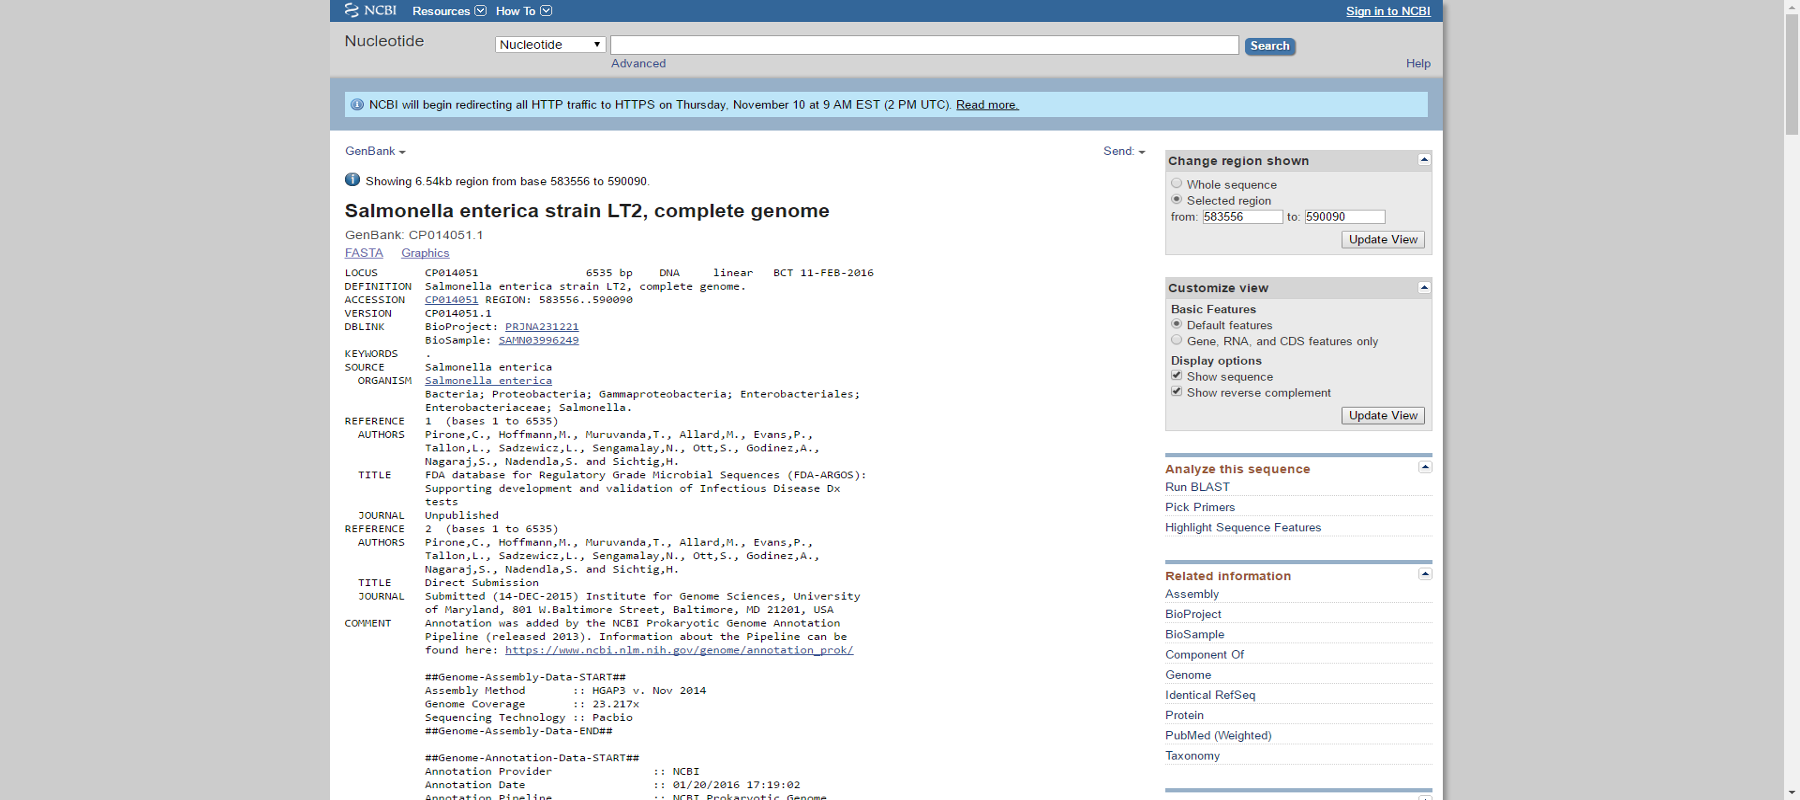 NCBI Resources How To Sign in to NCBI
Nucleotide Nucleotide Search
Advanced Help
NCBI will begin redirecting all HTTP traffic to HTTPS on Thursday, November 10 at 9 AM EST (2 PM UTC). Read more.
GenBank Send:
Showing 6.54kb region from base 583556 to 590090.
Salmonella enterica strain LT2, complete genome
GenBank: CP014051.1
FASTA Graphics
LOCUS CP014051 6535 bp DNA linear BCT 11-FEB-2016
DEFINITION Salmonella enterica strain LT2, complete genome.
ACCESSION CP014051 REGION: 583556..590090
VERSION CP014051.1
DBLINK BioProject: PRJNA231221
BioSample: SAMN03996249
KEYWORDS .
SOURCE Salmonella enterica
ORGANISM Salmonella enterica
Bacteria; Proteobacteria; Gammaproteobacteria; Enterobacteriales;
Enterobacteriaceae; Salmonella.
REFERENCE 1 (bases 1 to 6535)
AUTHORS Pirone,C., Hoffmann,M., Muruvanda,T., Allard,M., Evans,P.,
Tallon,L., Sadzewicz,L., Sengamalay,N., Ott,S., Godinez,A.,
Nagaraj,S., Nadendla,S. and Sichtig,H.
TITLE FDA database for Regulatory Grade Microbial Sequences (FDA-ARGOS):
Supporting development and validation of Infectious Disease Dx
tests
JOURNAL Unpublished
REFERENCE 2 (bases 1 to 6535)
AUTHORS Pirone,C., Hoffmann,M., Muruvanda,T., Allard,M., Evans,P.,
Tallon,L., Sadzewicz,L., Sengamalay,N., Ott,S., Godinez,A.,
Nagaraj,S., Nadendla,S. and Sichtig,H.
TITLE Direct Submission
JOURNAL Submitted (14-DEC-2015) Institute for Genome Sciences, University
of Maryland, 801 W.Baltimore Street, Baltimore, MD 21201, USA
COMMENT Annotation was added by the NCBI Prokaryotic Genome Annotation
Pipeline (released 2013). Information about the Pipeline can be
found here: https://www.ncbi.nlm.nih.gov/genome/annotation_prok/
##Genome-Assembly-Data-START##
Assembly Method :: HGAP3 v. Nov 2014
Genome Coverage :: 23.217x
Sequencing Technology :: Pacbio
##Genome-Assembly-Data-END##
##Genome-Annotation-Data-START##
Annotation Provider :: NCBI
Annotation Date :: 01/20/2016 17:19:02
Annotation Pipeline :: NCBI Prokaryotic Genome
Change region shown
Whole sequence
Selected region
from: 583556 to: 590090
Update View
Customize view
Basic Features
Default features
Gene, RNA, and CDS features only
Display options
Show sequence
Show reverse complement
Update View
Analyze this sequence
Run BLAST
Pick Primers
Highlight Sequence Features
Related information
Assembly
BioProject
BioSample
Component Of
Genome
Identical RefSeq
Protein
PubMed (Weighted)
Taxonomy